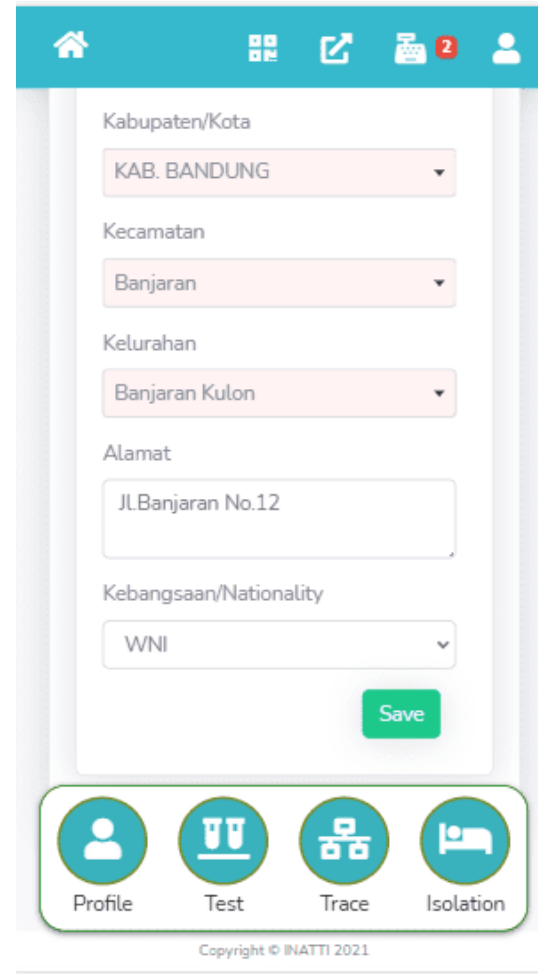 2
Kabupaten/Kota
KAB. BANDUNG
Kecamatan
Banjaran
Kelurahan
Banjaran Kulon
Alamat
Jl.Banjaran No.12
Kebangsaan/Nationality
WNI
Save
Profile Test Trace Isolation
Copyright © INATTI 2021